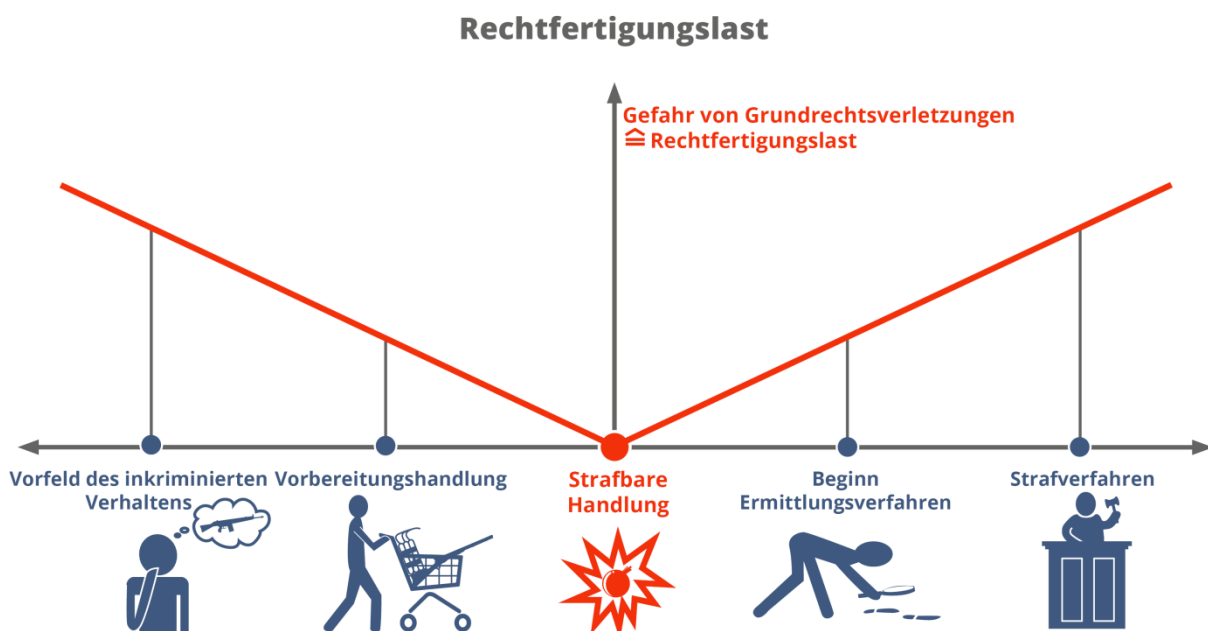 Rechtfertigungslast
Gefahr von Grundrechtsverletzungen
≙ Rechtfertigungslast
Vorfeld des inkriminierten
Verhaltens
Vorbereitungshandlung
Strafbare
Handlung
Beginn
Ermittlungsverfahren
Strafverfahren